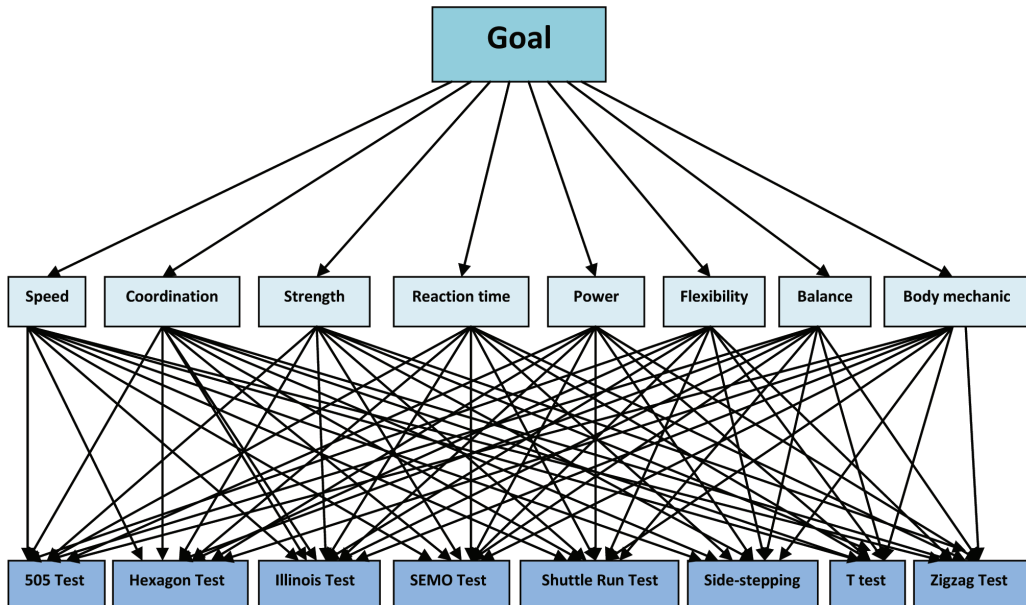 Goal
Speed
Coordination
Strength
Reaction time
Power
Flexibility
Balance
Body mechanic
505 Test
Hexagon Test
Illinois Test
SEMO Test
Shuttle Run Test
Side-stepping
T test
Zigzag Test